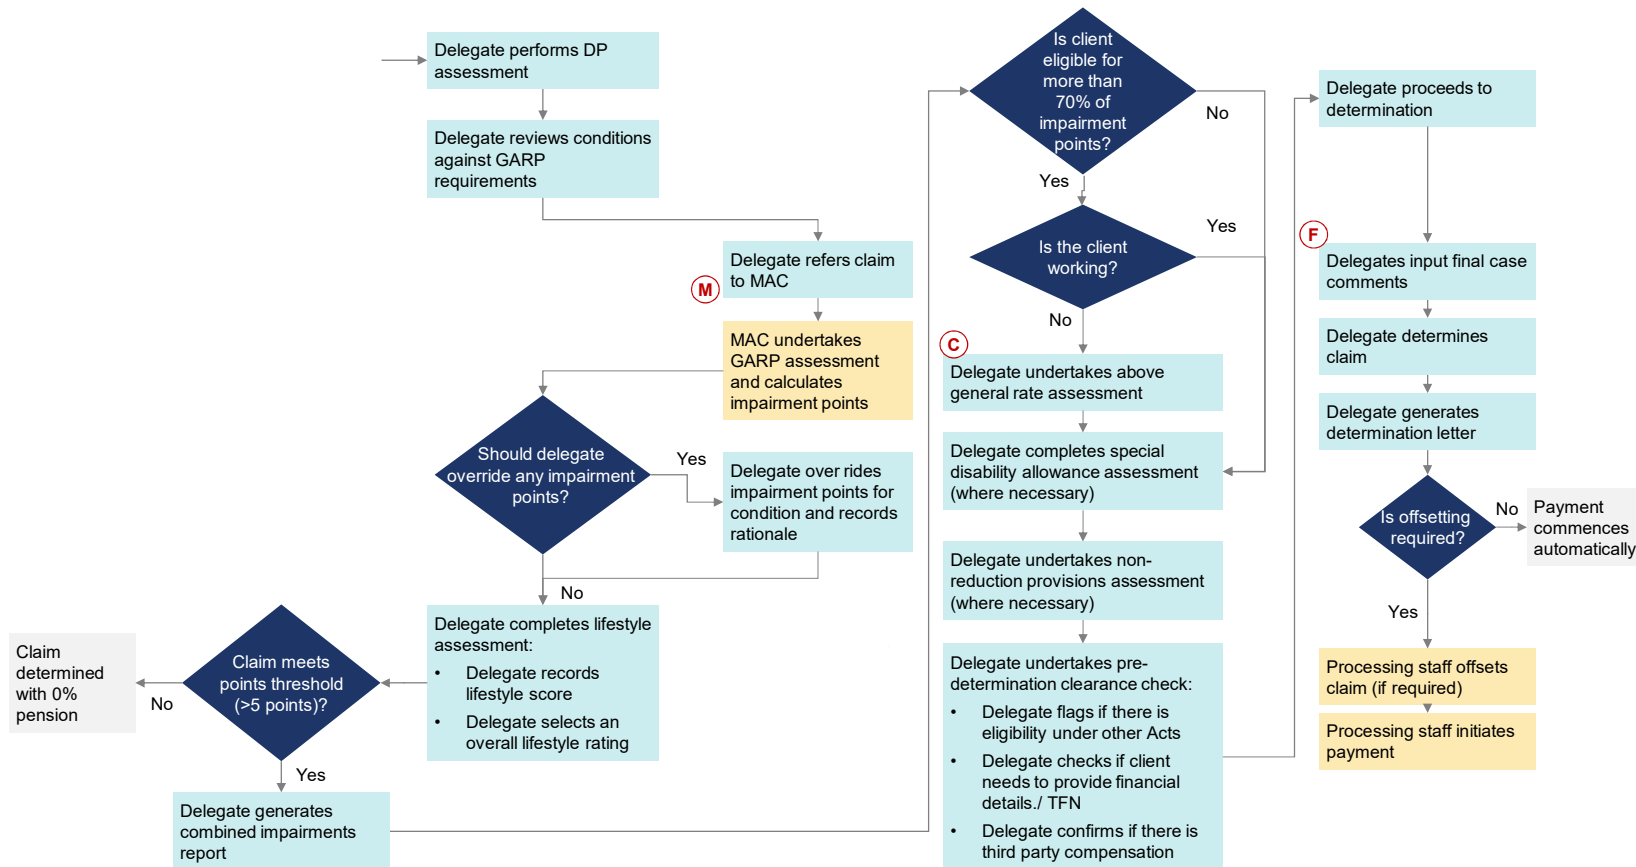 Delegate performs DP
assessment
Delegate reviews conditions
against GARP
requirements
Delegate refers claim
to MAC
M
MAC undertakes
GARP assessment
and calculates
impairment points
Should delegate
override any impairment
points?
Yes
Delegate over rides
impairment points for
condition and records
rationale
No
Delegate completes lifestyle
assessment:
• Delegate records
lifestyle score
• Delegate selects an
overall lifestyle rating
Claim meets
points threshold
(>5 points)?
No
Claim
determined
with 0%
pension
Yes
Delegate generates
combined impairments
report
Is client
eligible for
more than
70% of
impairment
points?
No
Yes
Is the client
working?
Yes
No
C
Delegate undertakes above
general rate assessment
Delegate completes special
disability allowance assessment
(where necessary)
Delegate undertakes non-
reduction provisions assessment
(where necessary)
Delegate undertakes pre-
determination clearance check:
• Delegate flags if there is
eligibility under other Acts
• Delegate checks if client
needs to provide financial
details./ TFN
• Delegate confirms if there is
third party compensation
Delegate proceeds to
determination
F
Delegates input final case
comments
Delegate determines
claim
Delegate generates
determination letter
Is offsetting
required?
No
Payment
commences
automatically
Yes
Processing staff offsets
claim (if required)
Processing staff initiates
payment